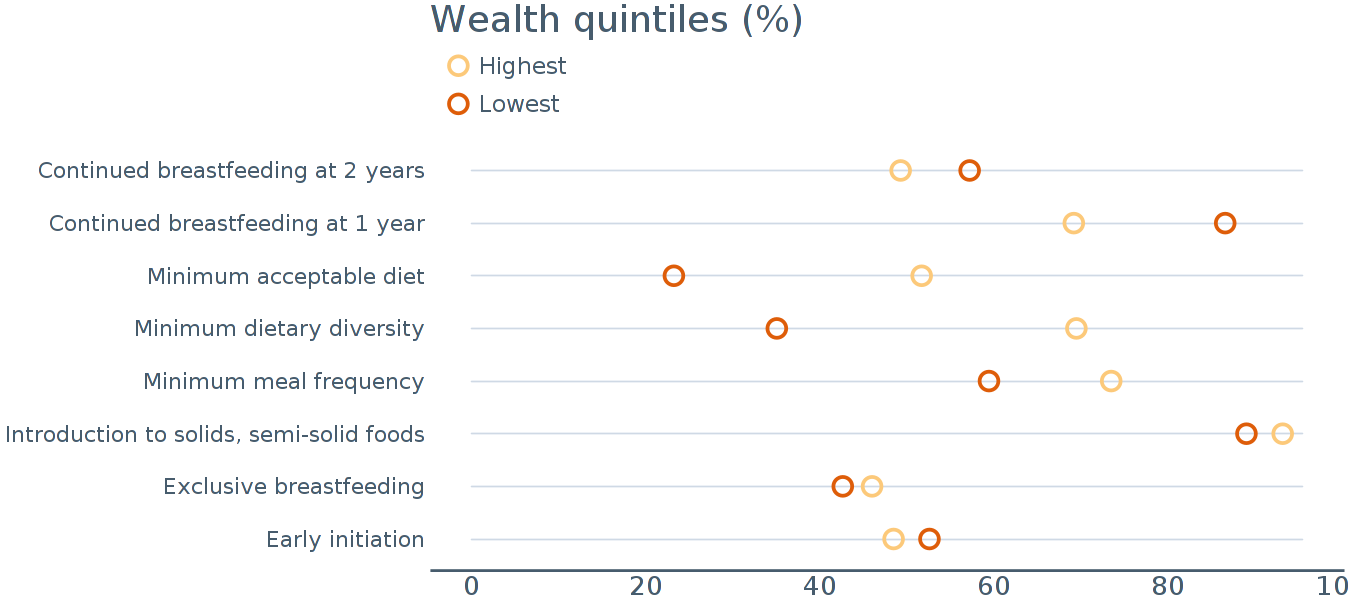 Wealth quintiles (%)
Highest
Lowest
Continued breastfeeding at 2 years
Continued breastfeeding at 1 year
Minimum acceptable diet
Minimum dietary diversity
Minimum meal frequency
Introduction to solids, semi-solid foods
Exclusive breastfeeding
Early initiation
0 20 40 60 80 10